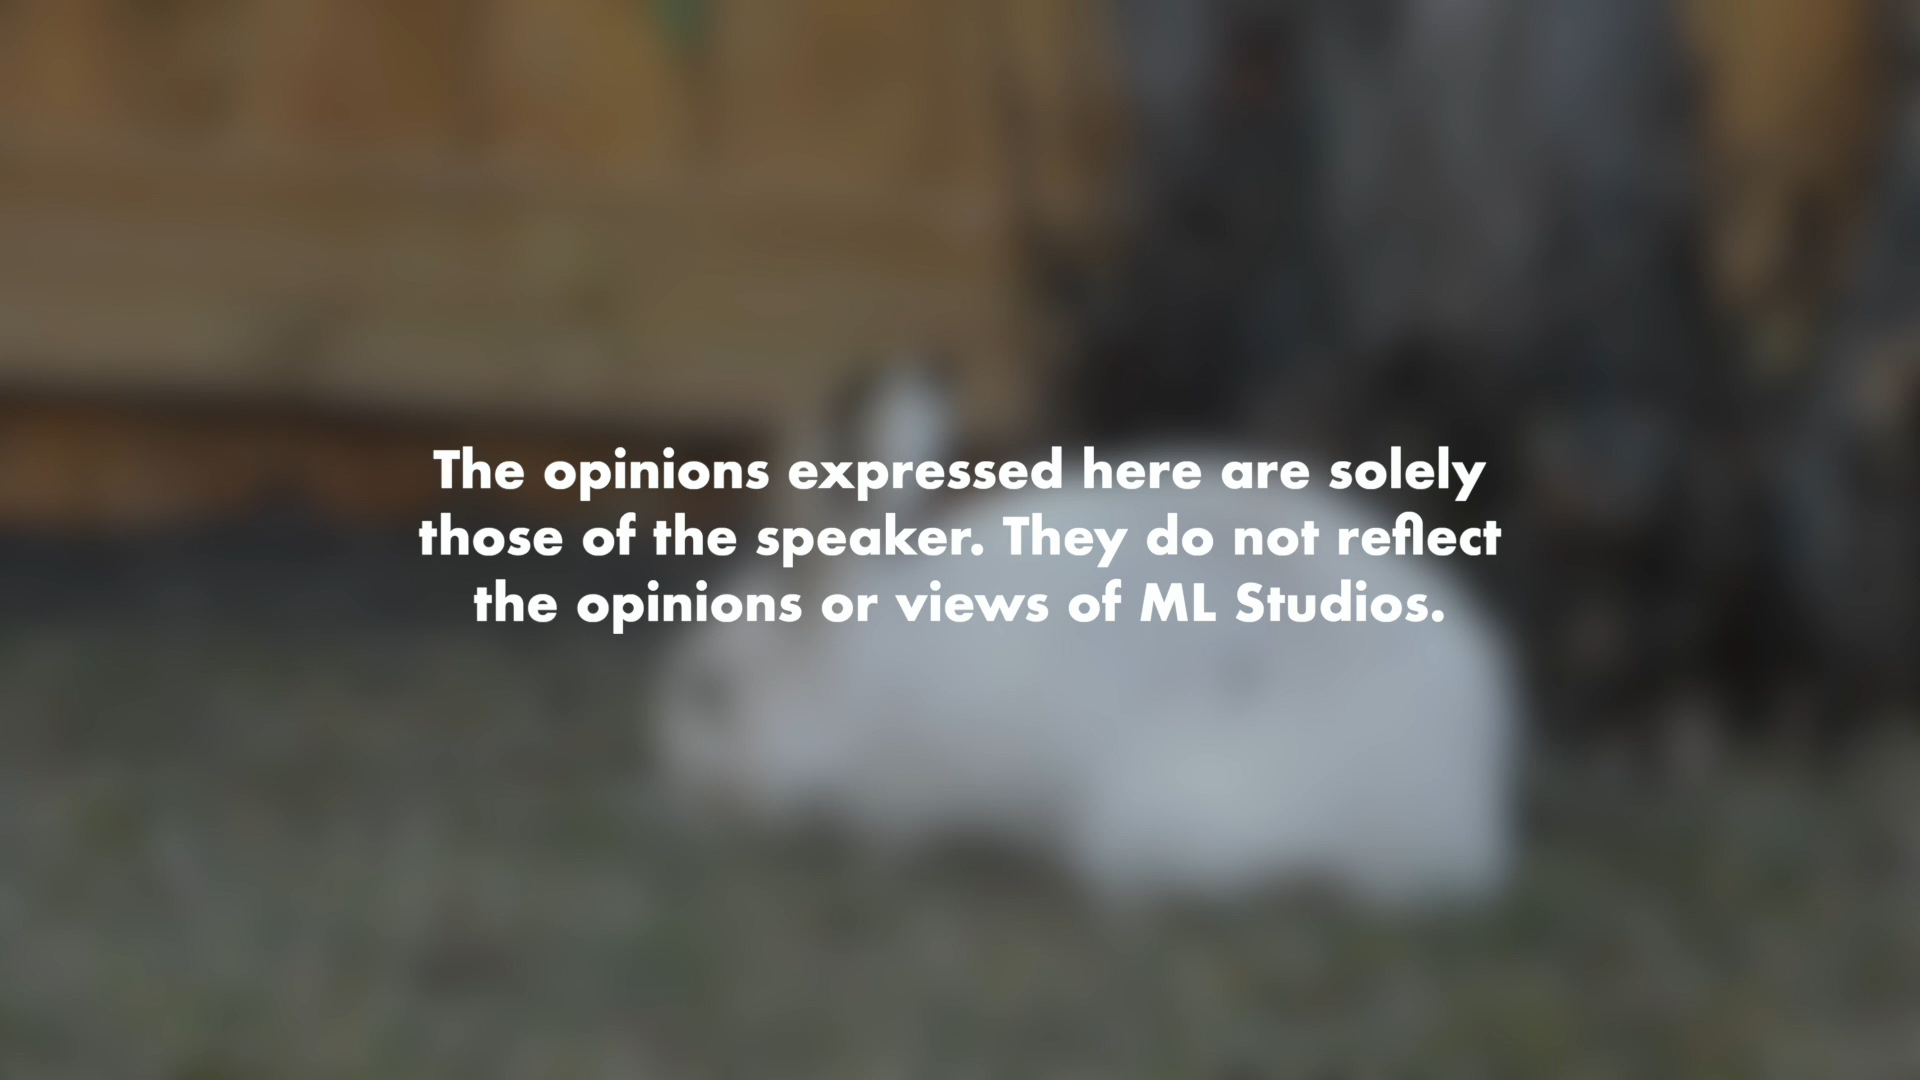 The opinions expressed here are solely
those of the speaker. They do not reflect
the opinions or views of ML Studios.